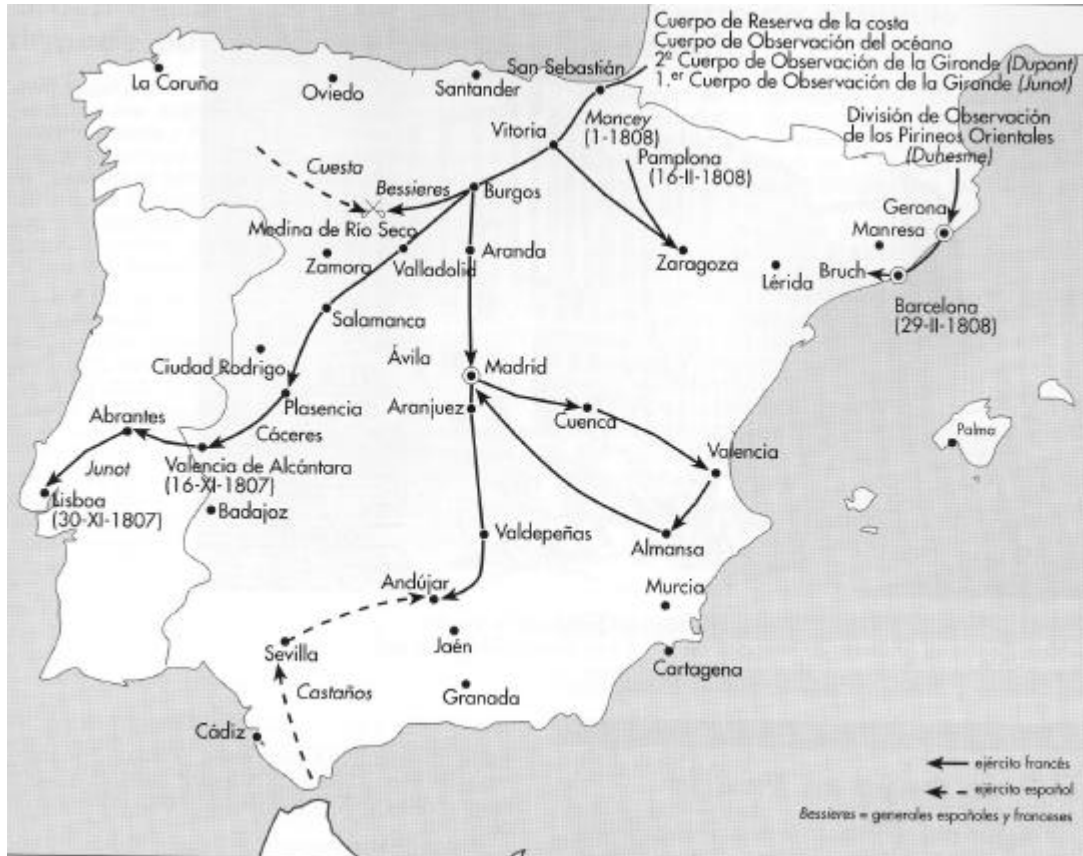 Cuerpo de Reserva de la costa
Cuerpo de Observación del océano
2º Cuerpo de Observación de la Gironde (Dupont)
1.er Cuerpo de Observación de la Gironde (Junot)
División de Observación
de los Pirineos Orientales
(Duhesme)
La Coruña
Oviedo
Santander
San Sebastián
Mancey
(1-1808)
Vitoria
Pamplona
(16-II-1808)
Cuesta
Bessieres
Burgos
Medina de Río Seco
Gerona
Manresa
Zamora
Valladolid
Aranda
Zaragoza
Lérida
Bruch
Barcelona
(29-II-1808)
Salamanca
Ciudad Rodrigo
Ávila
Madrid
Plasencia
Aranjuez
Cuenca
Abrantes
Cóceres
Palma
Junot
Valencia de Alcántara
(16-XI-1807)
Valencia
Lisboa
(30-XI-1807)
Badajoz
Valdepeñas
Almansa
Andújar
Murcia
Sevilla
Jaén
Cartagena
Castaños
Granada
Cádiz
ejército francés
ejército español
Bessieres = generales españoles y franceses